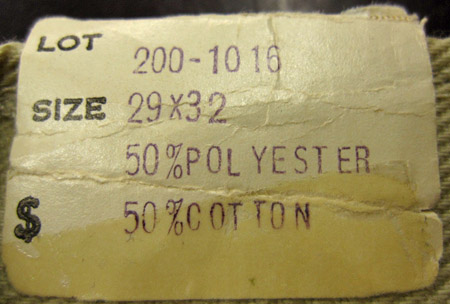 LOT 200-1016
SIZE 29X32
50%POLYESTER
$ 50%COTTON